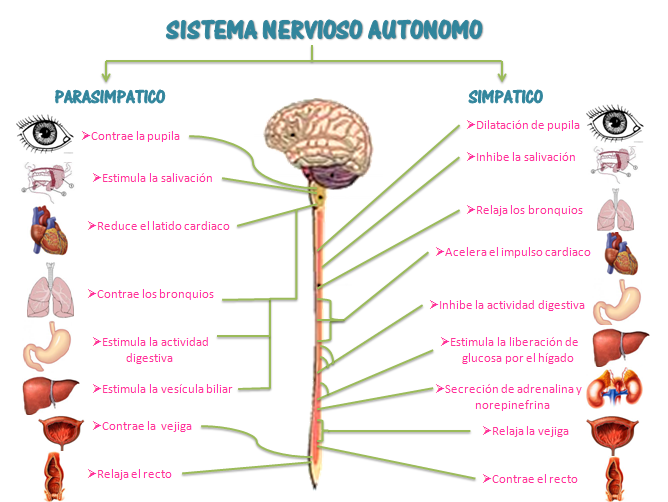 SISTEMA NERVIOSO AUTONOMO
PARASIMPATICO
➢Contrae la pupila
➢Estimula la salivación
➢Reduce el latido cardiaco
➢Contrae los bronquios
➢Estimula la actividad
digestiva
➢Estimula la vesícula biliar
➢Contrae la vejiga
➢Relaja el recto
SIMPATICO
➢Dilatación de pupila
➢Inhibe la salivación
➢Relaja los bronquios
➢Acelera el impulso cardiaco
➢Inhibe la actividad digestiva
➢Estimula la liberación de
glucosa por el hígado
➢Secreción de adrenalina y
norepinefrina
➢Relaja la vejiga
➢Contrae el recto